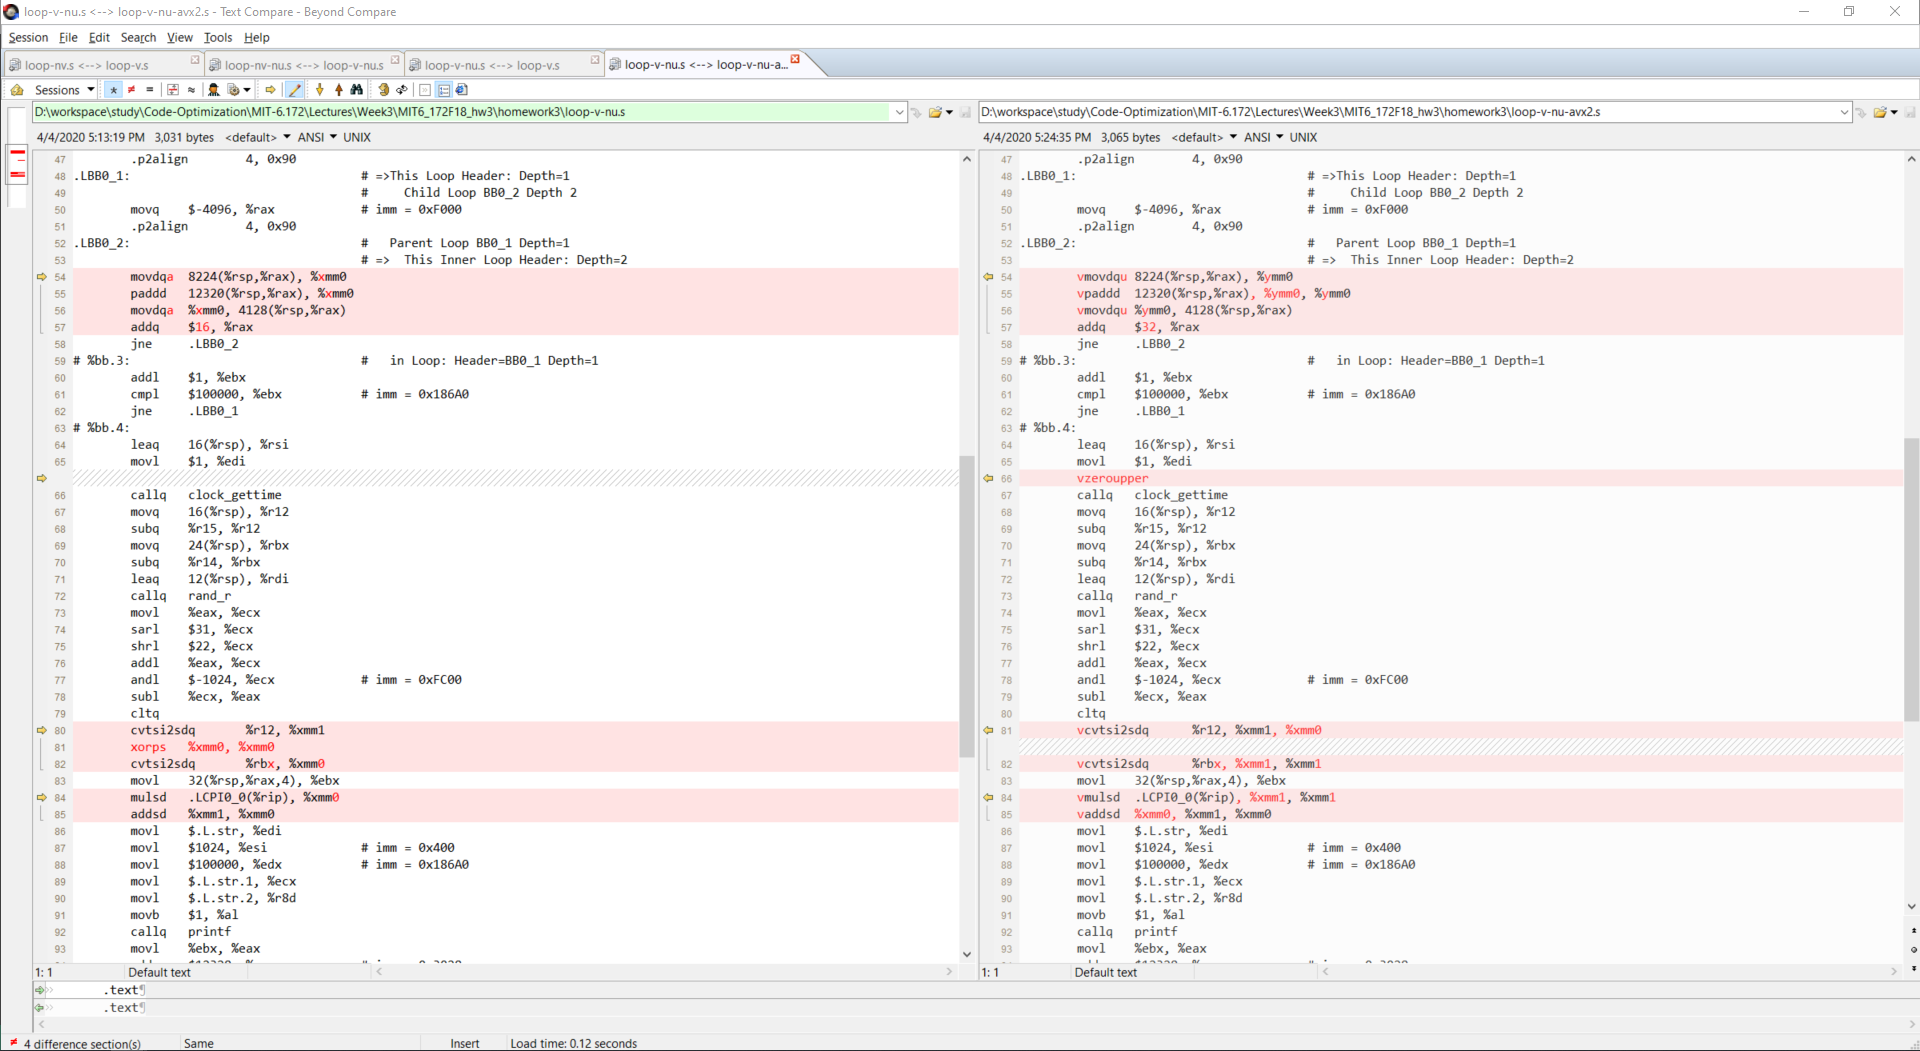 loop-v-nu.s <--> loop-v-nu-avx2.s - Text Compare - Beyond Compare
Session File Edit Search View Tools Help
loop-nv.s <--> loop-v.s loop-nv-nu.s <--> loop-v-nu.s loop-v-nu.s <--> loop-v.s loop-v-nu.s <--> loop-v-nu-a...
Sessions
D:\workspace\study\Code-Optimization\MIT-6.172\Lectures\Week3\MIT6_172F18_hw3\homework3\loop-v-nu.s
4/4/2020 5:13:19 PM 3,031 bytes <default> ANSI UNIX
47 .p2align 4, 0x90
48 .LBB0_1: # =>This Loop Header: Depth=1
49 # Child Loop BB0_2 Depth 2
50 movq $-4096, %rax # imm = 0xF000
51 .p2align 4, 0x90
52 .LBB0_2: # Parent Loop BB0_1 Depth=1
53 # => This Inner Loop Header: Depth=2
54 movdqa 8224(%rsp,%rax), %xmm0
55 paddd 12320(%rsp,%rax), %xmm0
56 movdqa %xmm0, 4128(%rsp,%rax)
57 addq $16, %rax
58 jne .LBB0_2
59 # %bb.3: # in Loop: Header=BB0_1 Depth=1
60 addl $1, %ebx
61 cmpl $100000, %ebx # imm = 0x186A0
62 jne .LBB0_1
63 # %bb.4:
64 leaq 16(%rsp), %rsi
65 movl $1, %edi
66 callq clock_gettime
67 movq 16(%rsp), %r12
68 subq %r15, %r12
69 movq 24(%rsp), %rbx
70 subq %r14, %rbx
71 leaq 12(%rsp), %rdi
72 callq rand_r
73 movl %eax, %ecx
74 sarl $31, %ecx
75 shrl $22, %ecx
76 addl %eax, %ecx
77 andl $-1024, %ecx # imm = 0xFC00
78 subl %ecx, %eax
79 cltq
80 cvtsi2sdq %r12, %xmm1
81 xorps %xmm0, %xmm0
82 cvtsi2sdq %rbx, %xmm0
83 movl 32(%rsp,%rax,4), %ebx
84 mulsd .LCPI0_0(%rip), %xmm0
85 addsd %xmm1, %xmm0
86 movl $.L.str, %edi
87 movl $1024, %esi # imm = 0x400
88 movl $100000, %edx # imm = 0x186A0
89 movl $.L.str.1, %ecx
90 movl $.L.str.2, %r8d
91 movb $1, %al
92 callq printf
93 movl %ebx, %eax
1: 1 Default text
D:\workspace\study\Code-Optimization\MIT-6.172\Lectures\Week3\MIT6_172F18_hw3\homework3\loop-v-nu-avx2.s
4/4/2020 5:24:35 PM 3,065 bytes <default> ANSI UNIX
47 .p2align 4, 0x90
48 .LBB0_1: # =>This Loop Header: Depth=1
49 # Child Loop BB0_2 Depth 2
50 movq $-4096, %rax # imm = 0xF000
51 .p2align 4, 0x90
52 .LBB0_2: # Parent Loop BB0_1 Depth=1
53 # => This Inner Loop Header: Depth=2
54 vmovdqu 8224(%rsp,%rax), %ymm0
55 vpaddd 12320(%rsp,%rax), %ymm0, %ymm0
56 vmovdqu %ymm0, 4128(%rsp,%rax)
57 addq $32, %rax
58 jne .LBB0_2
59 # %bb.3: # in Loop: Header=BB0_1 Depth=1
60 addl $1, %ebx
61 cmpl $100000, %ebx # imm = 0x186A0
62 jne .LBB0_1
63 # %bb.4:
64 leaq 16(%rsp), %rsi
65 movl $1, %edi
66 vzeroupper
67 callq clock_gettime
68 movq 16(%rsp), %r12
69 subq %r15, %r12
70 movq 24(%rsp), %rbx
71 subq %r14, %rbx
72 leaq 12(%rsp), %rdi
73 callq rand_r
74 movl %eax, %ecx
75 sarl $31, %ecx
76 shrl $22, %ecx
77 addl %eax, %ecx
78 andl $-1024, %ecx # imm = 0xFC00
79 subl %ecx, %eax
80 cltq
81 vcvtsi2sdq %r12, %xmm1, %xmm0
82 vcvtsi2sdq %rbx, %xmm1, %xmm1
83 movl 32(%rsp,%rax,4), %ebx
84 vmulsd .LCPI0_0(%rip), %xmm1, %xmm1
85 vaddsd %xmm0, %xmm1, %xmm0
86 movl $.L.str, %edi
87 movl $1024, %esi # imm = 0x400
88 movl $100000, %edx # imm = 0x186A0
89 movl $.L.str.1, %ecx
90 movl $.L.str.2, %r8d
91 movb $1, %al
92 callq printf
93 movl %ebx, %eax
1: 1 Default text
.text¶
.text¶
4 difference section(s) Same Insert Load time: 0.12 seconds